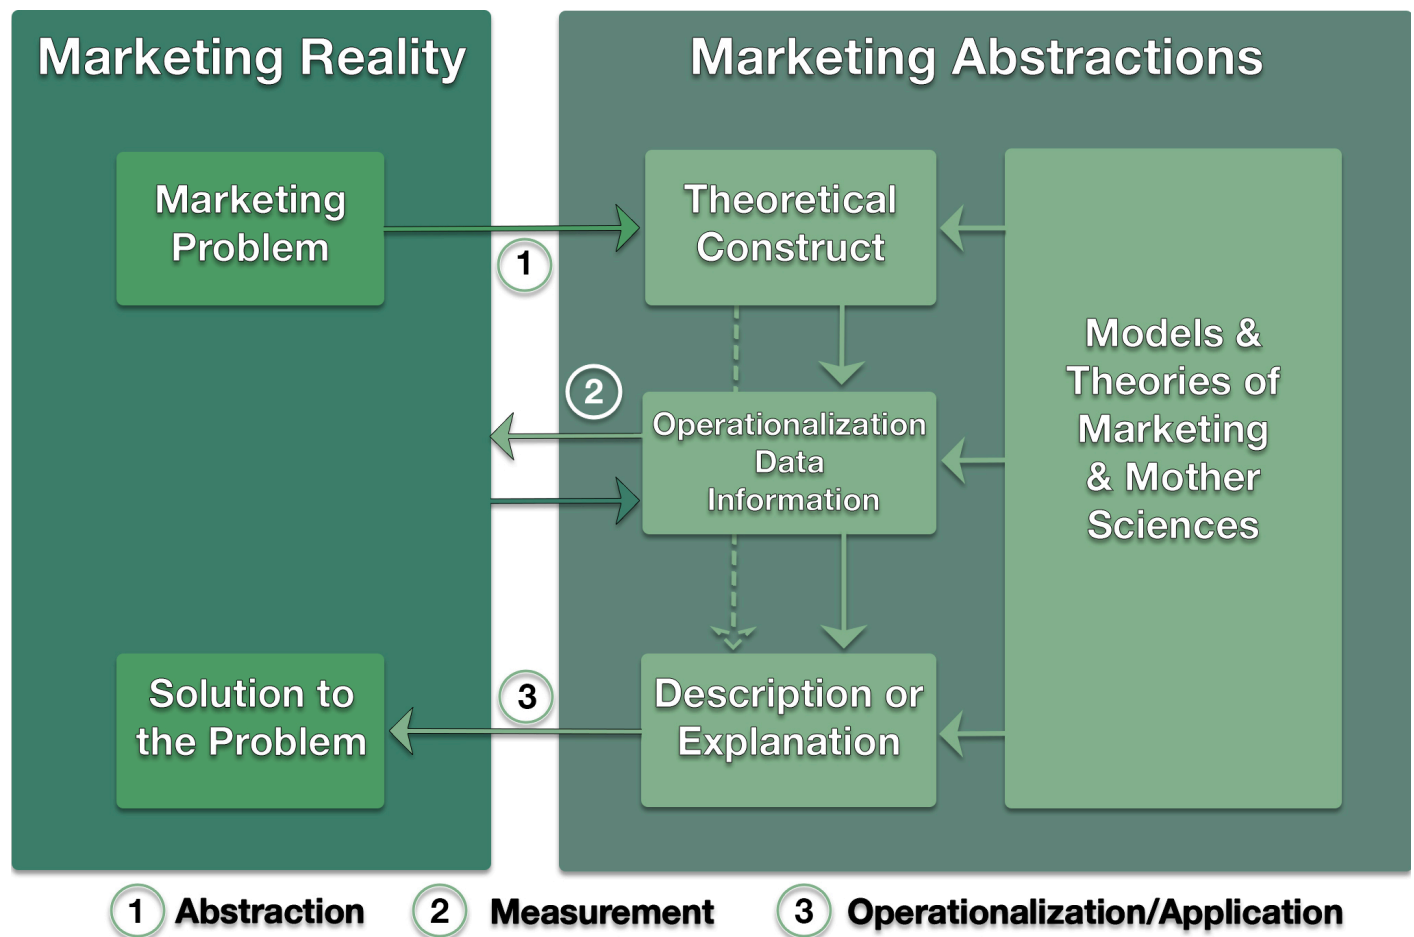 Marketing Reality
Marketing Abstractions
Marketing
Problem
1
Theoretical
Construct
Models &
Theories of
Marketing
& Mother
Sciences
2
Operationalization
Data
Information
Solution to
the Problem
3
Description or
Explanation
1 Abstraction
2 Measurement
3 Operationalization/Application